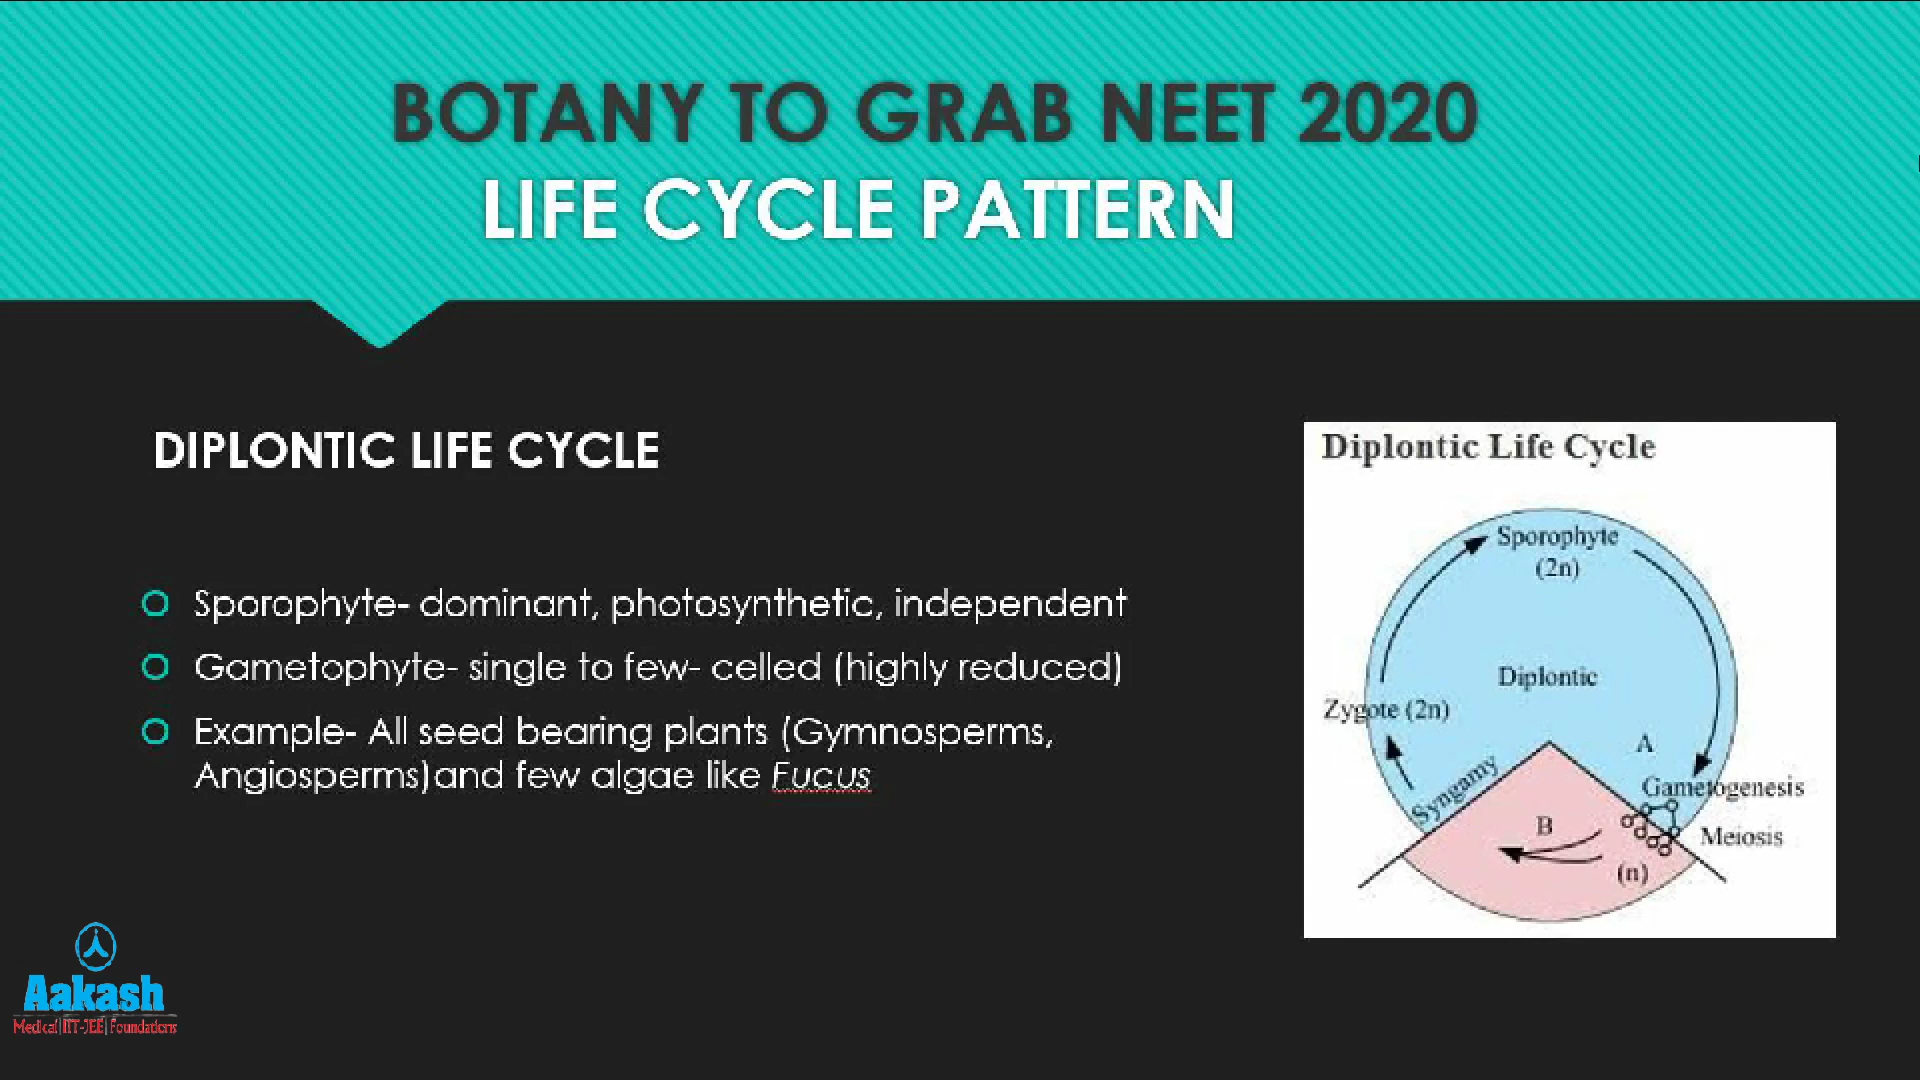 BOTANY TO GRAB NEET 2020
LIFE CYCLE PATTERN
DIPLONTIC LIFE CYCLE
Sporophyte- dominant, photosynthetic, independent
Gametophyte- single to few- celled (highly reduced)
Example- All seed bearing plants (Gymnosperms,
Angiosperms)and few algae like Fucus
Diplontic Life Cycle
Sporophyte
(2n)
Diplontic
Zygote (2n)
A
Syngamy
Gametogenesis
B
Meiosis
(n)
Aakash
Medical|IIT-JEE|Foundations